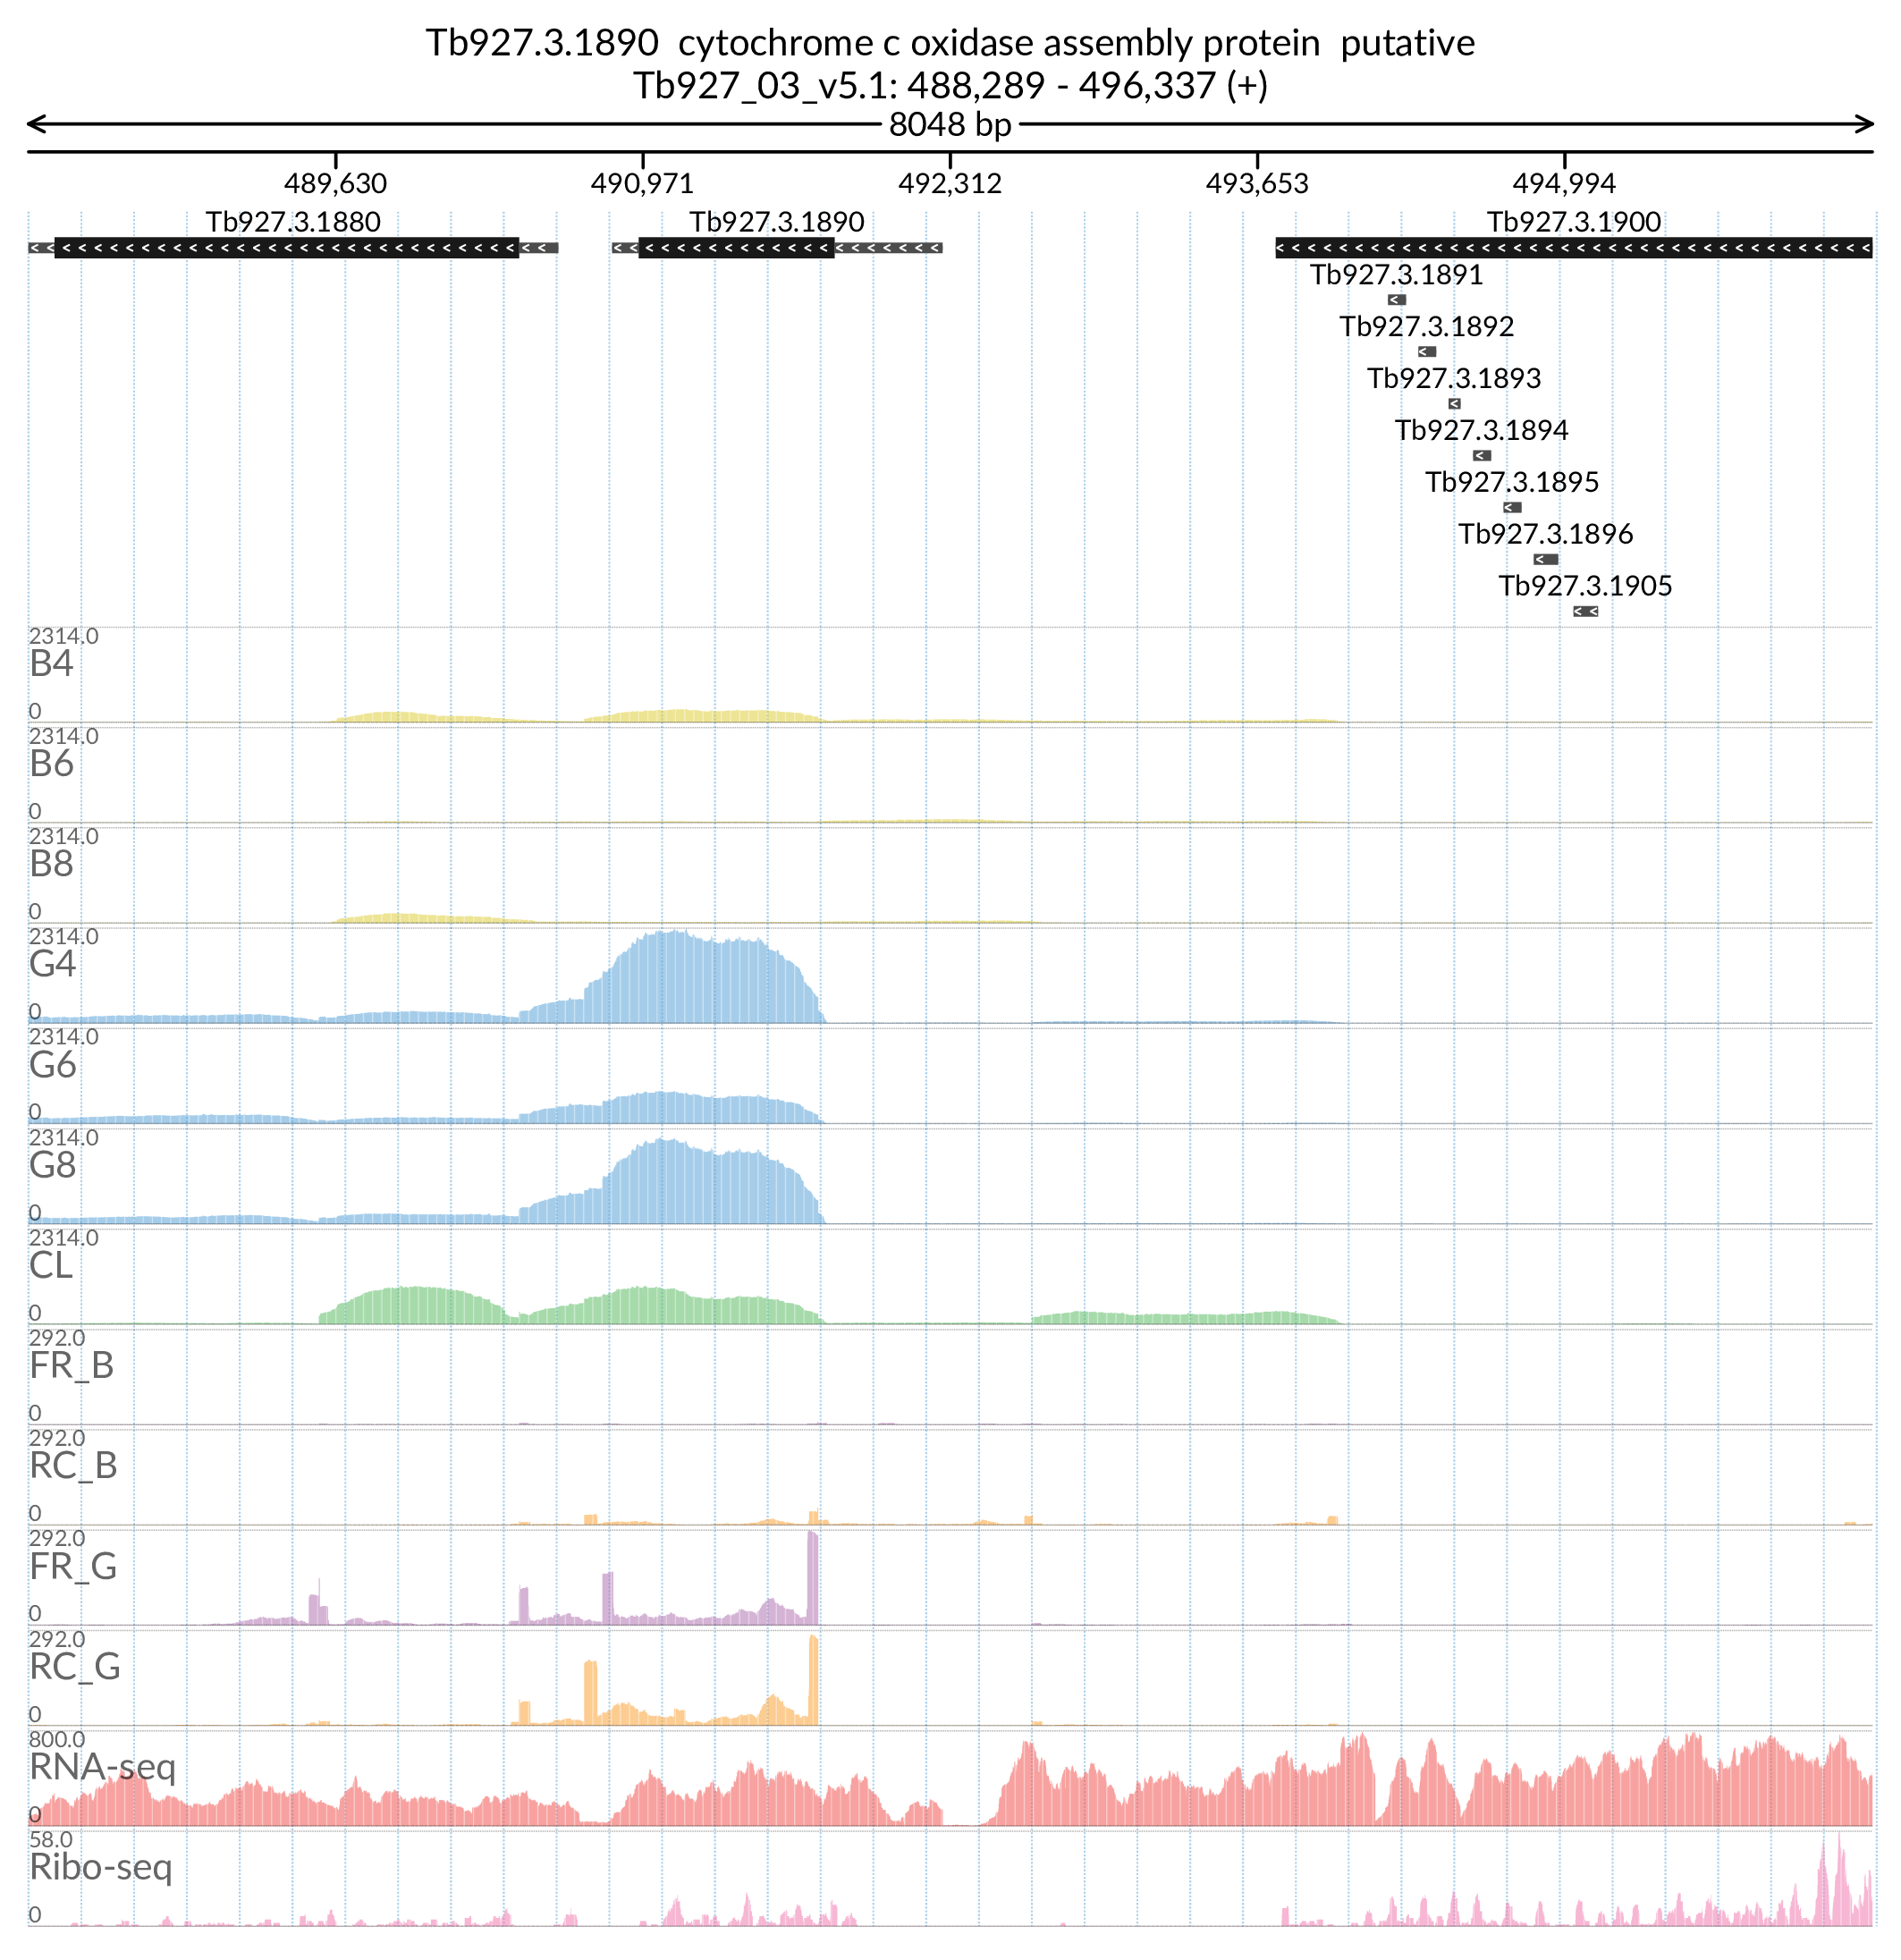 Tb927.3.1890  cytochrome c oxidase assembly protein  putative
Tb927_03_v5.1: 488,289 - 496,337 (+)
8048 bp
489,630 490,971 492,312 493,653 494,994
Tb927.3.1880 Tb927.3.1890 Tb927.3.1900
Tb927.3.1891
Tb927.3.1892
Tb927.3.1893
Tb927.3.1894
Tb927.3.1895
Tb927.3.1896
Tb927.3.1905
2314.0
B4
0
2314.0
B6
0
2314.0
B8
0
2314.0
G4
0
2314.0
G6
0
2314.0
G8
0
2314.0
CL
0
292.0
FR_B
0
292.0
RC_B
0
292.0
FR_G
0
292.0
RC_G
0
800.0
RNA-seq
0
58.0
Ribo-seq
0